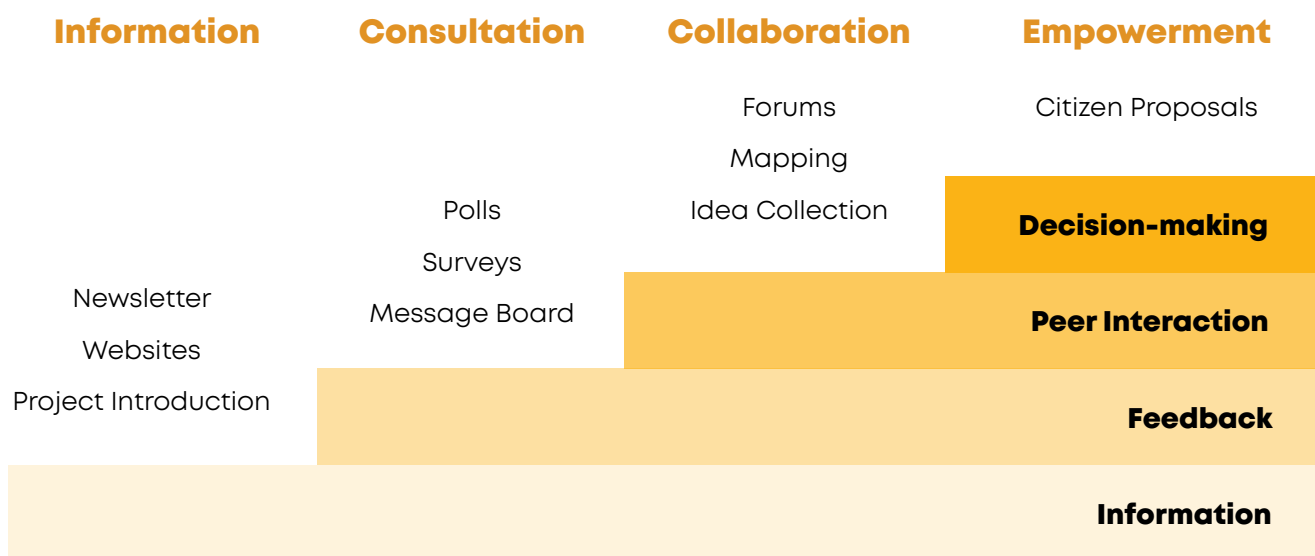 Information
Consultation
Collaboration
Empowerment
Newsletter
Websites
Project Introduction
Polls
Surveys
Message Board
Forums
Mapping
Idea Collection
Citizen Proposals
Decision-making
Peer Interaction
Feedback
Information